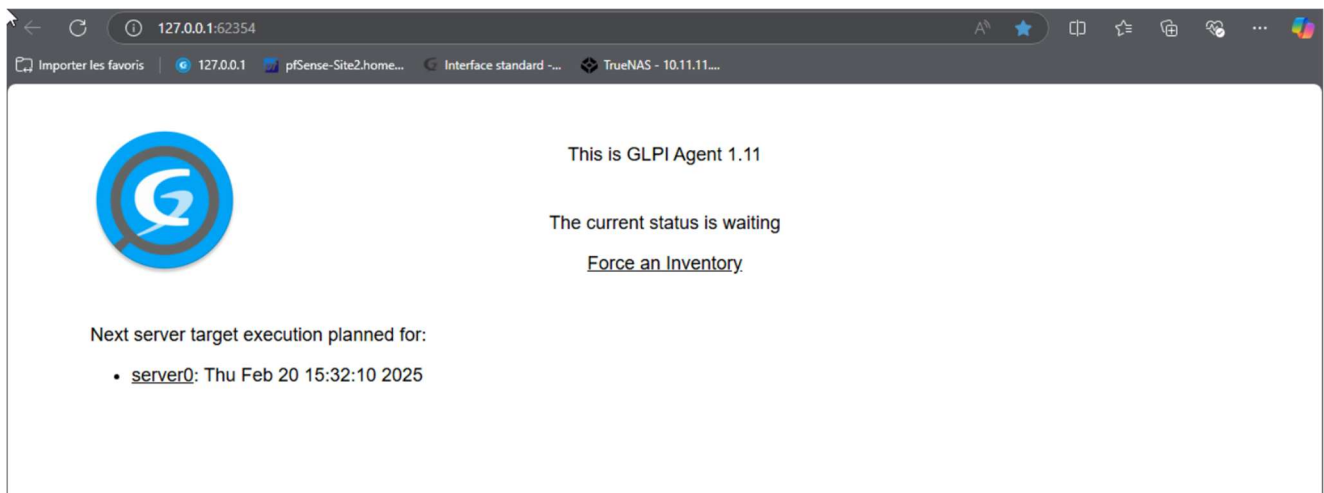 127.0.0.1:62354
Importer les favoris 127.0.0.1 pfSense-Site2.home... Interface standard -... TrueNAS - 10.11.11....
This is GLPI Agent 1.11
The current status is waiting
Force an Inventory
Next server target execution planned for:
• server0: Thu Feb 20 15:32:10 2025